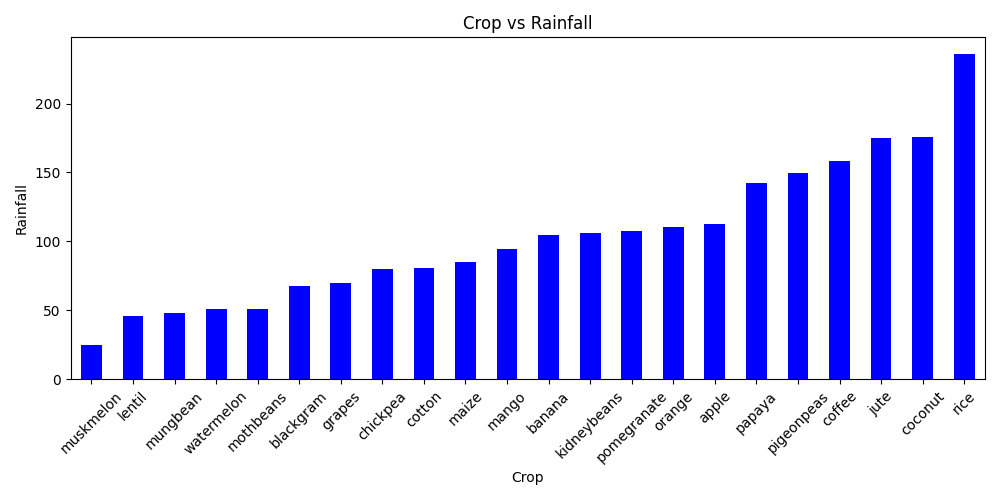 Crop vs Rainfall
Rainfall
200
150
100
50
0
muskmelon
lentil
mungbean
watermelon
mothbeans
blackgram
grapes
chickpea
cotton
maize
mango
banana
kidneybeans
pomegranate
orange
apple
papaya
pigeonpeas
coffee
jute
coconut
rice
Crop